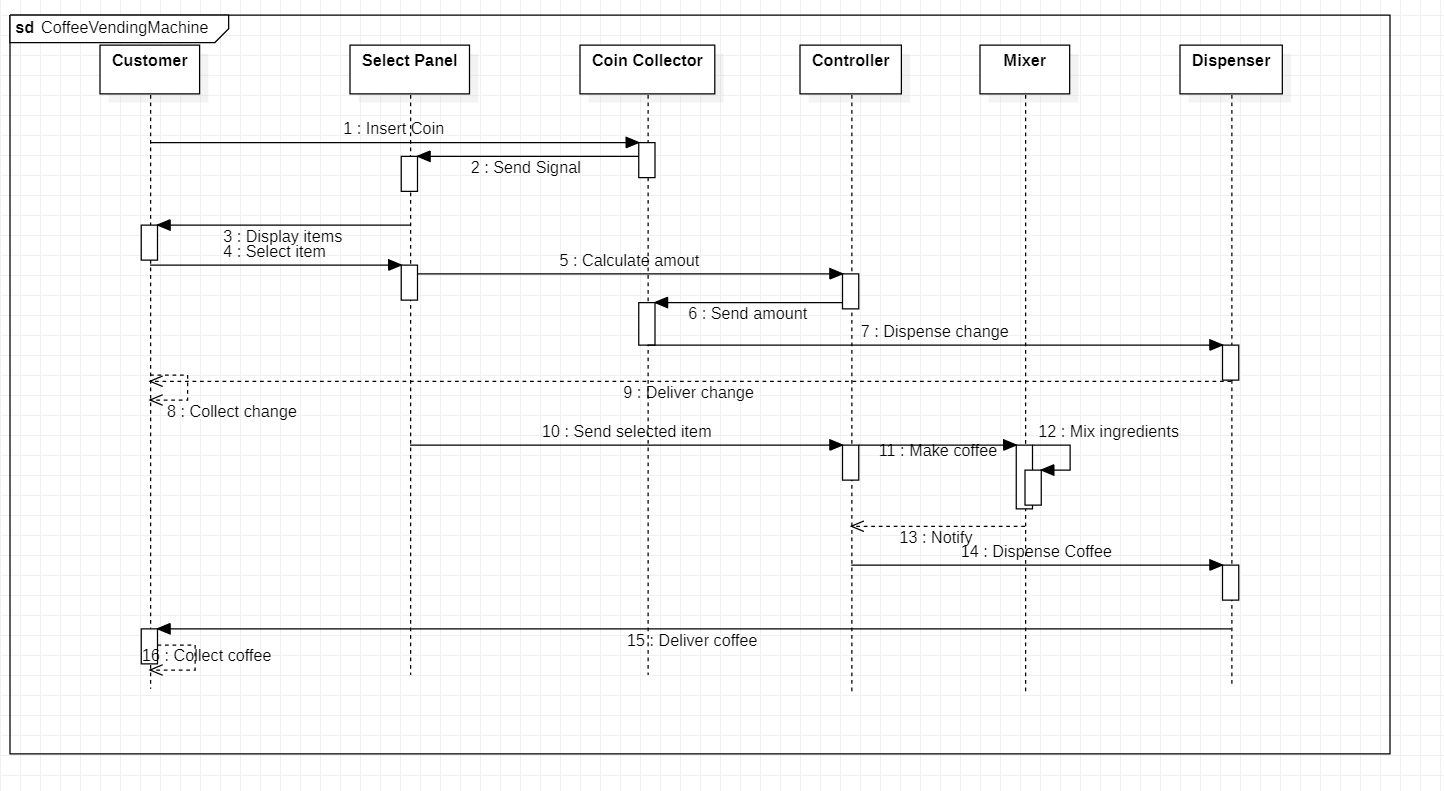 sd CoffeeVendingMachine
Customer
Select Panel
Coin Collector
Controller
Mixer
Dispenser
1 : Insert Coin
2 : Send Signal
3 : Display items
4 : Select item
5 : Calculate amout
6 : Send amount
7 : Dispense change
9 : Deliver change
8 : Collect change
10 : Send selected item
12 : Mix ingredients
11 : Make coffee
13 : Notify
14 : Dispense Coffee
15 : Deliver coffee
16 : Collect coffee